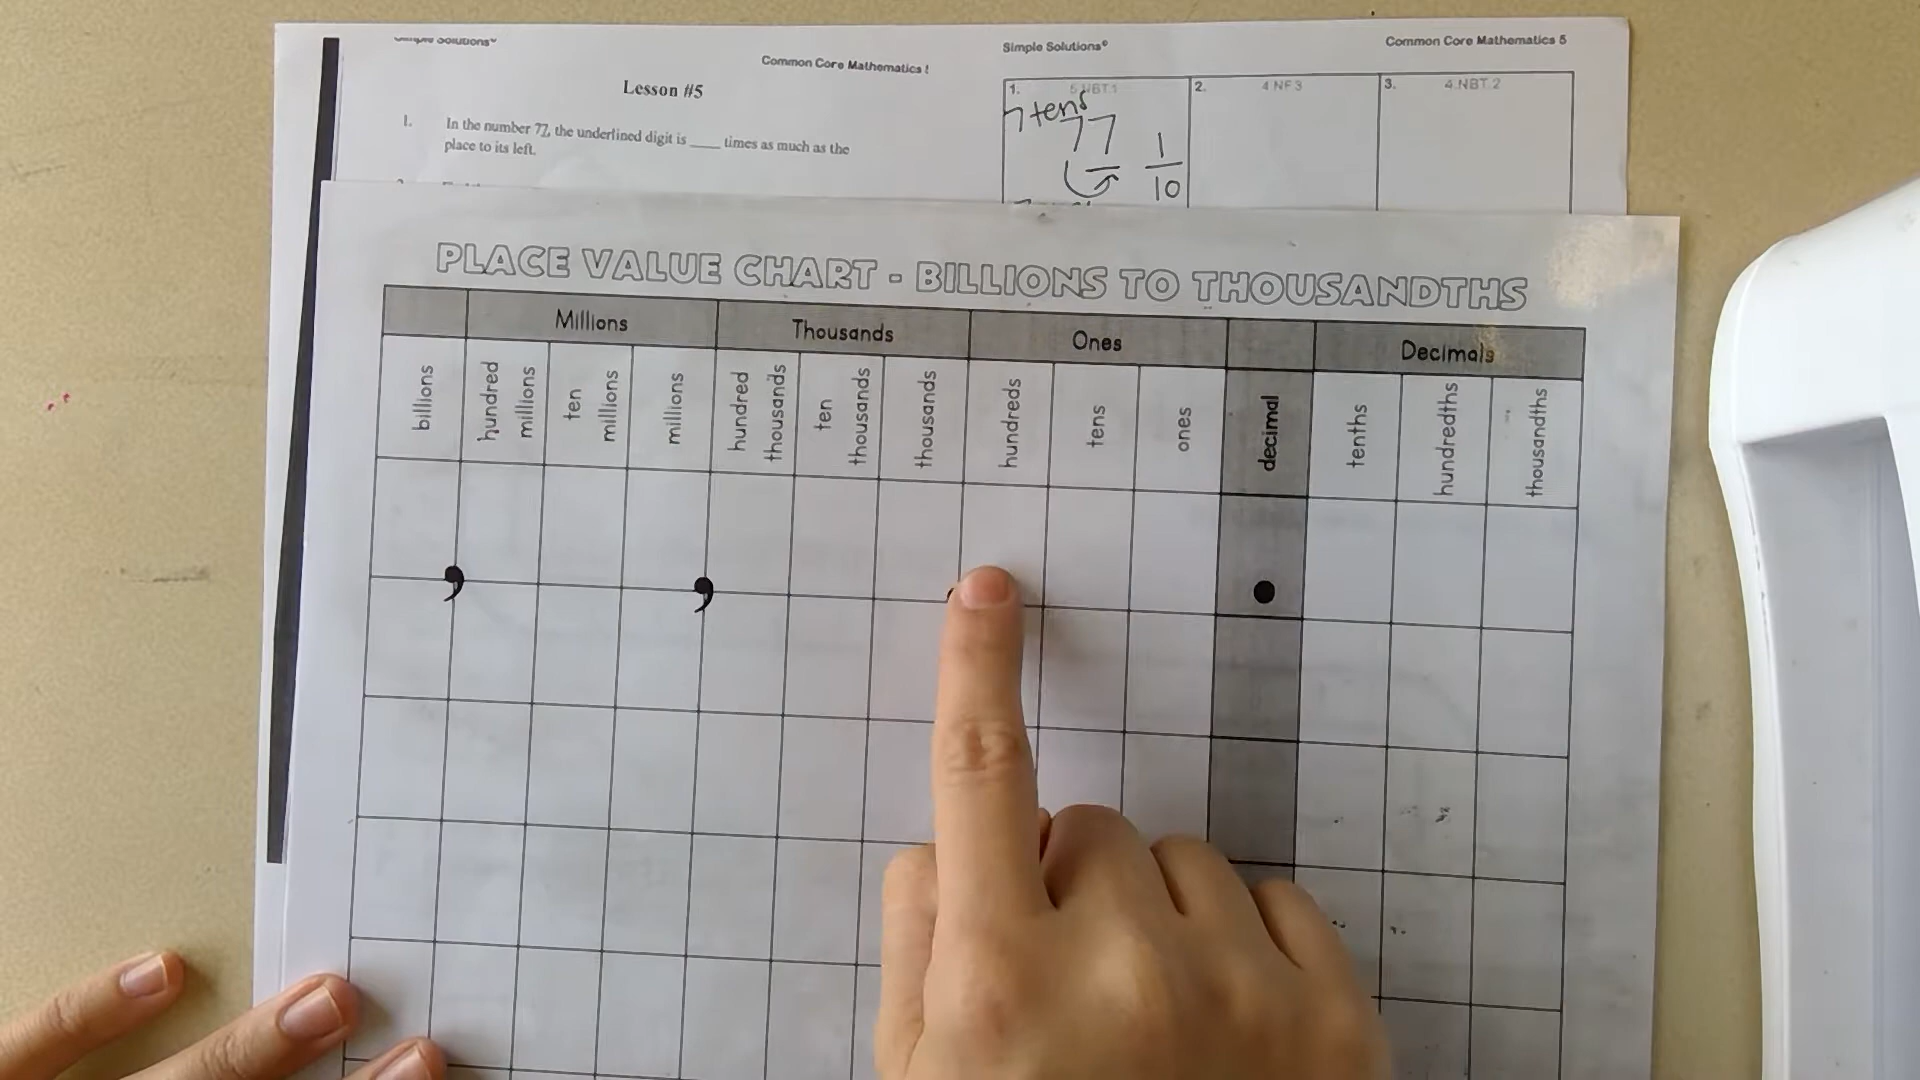 Simple Solutions®
Common Core Mathematics
Lesson #5
1. In the number 77, the underlined digit is ____ times as much as the
place to its left.
Simple Solutions®
Common Core Mathematics 5
1. 5.NBT.1
2. 4.NF.3
3. 4.NBT.2
7 tens
77
1
10
PLACE VALUE CHART - BILLIONS TO THOUSANDTHS
Millions
Thousands
Ones
Decimals
billions
hundred millions
ten millions
millions
hundred thousands
ten thousands
thousands
hundreds
tens
ones
decimal
tenths
hundredths
thousandths
, , .